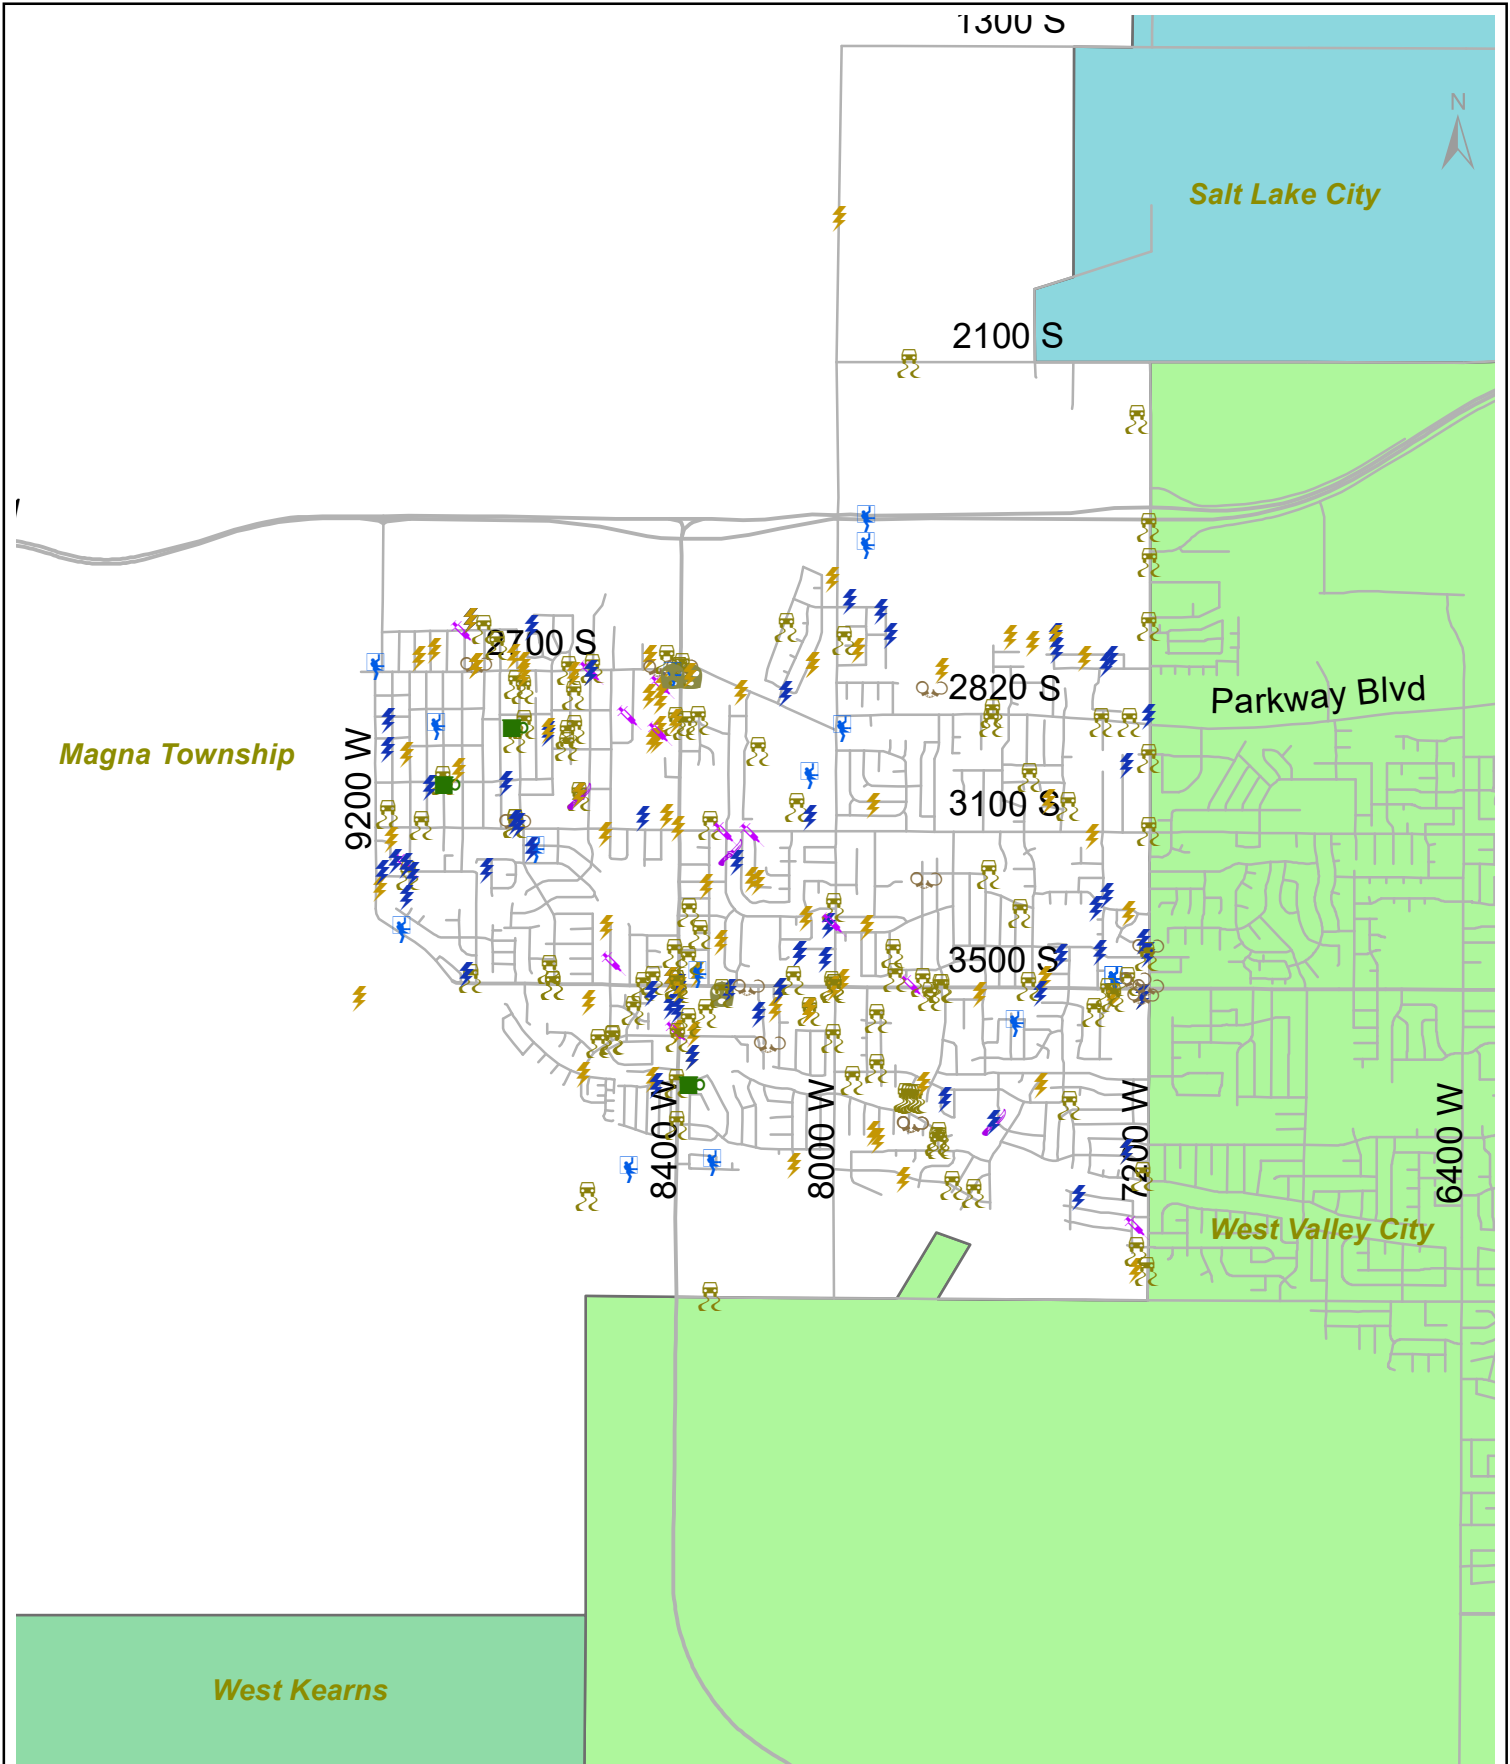 1300 S
N
Salt Lake City
2100 S
2700 S
2820 S
Parkway Blvd
Magna Township
9200 W
3100 S
3500 S
8400 W
8000 W
7200 W
6400 W
West Valley City
West Kearns